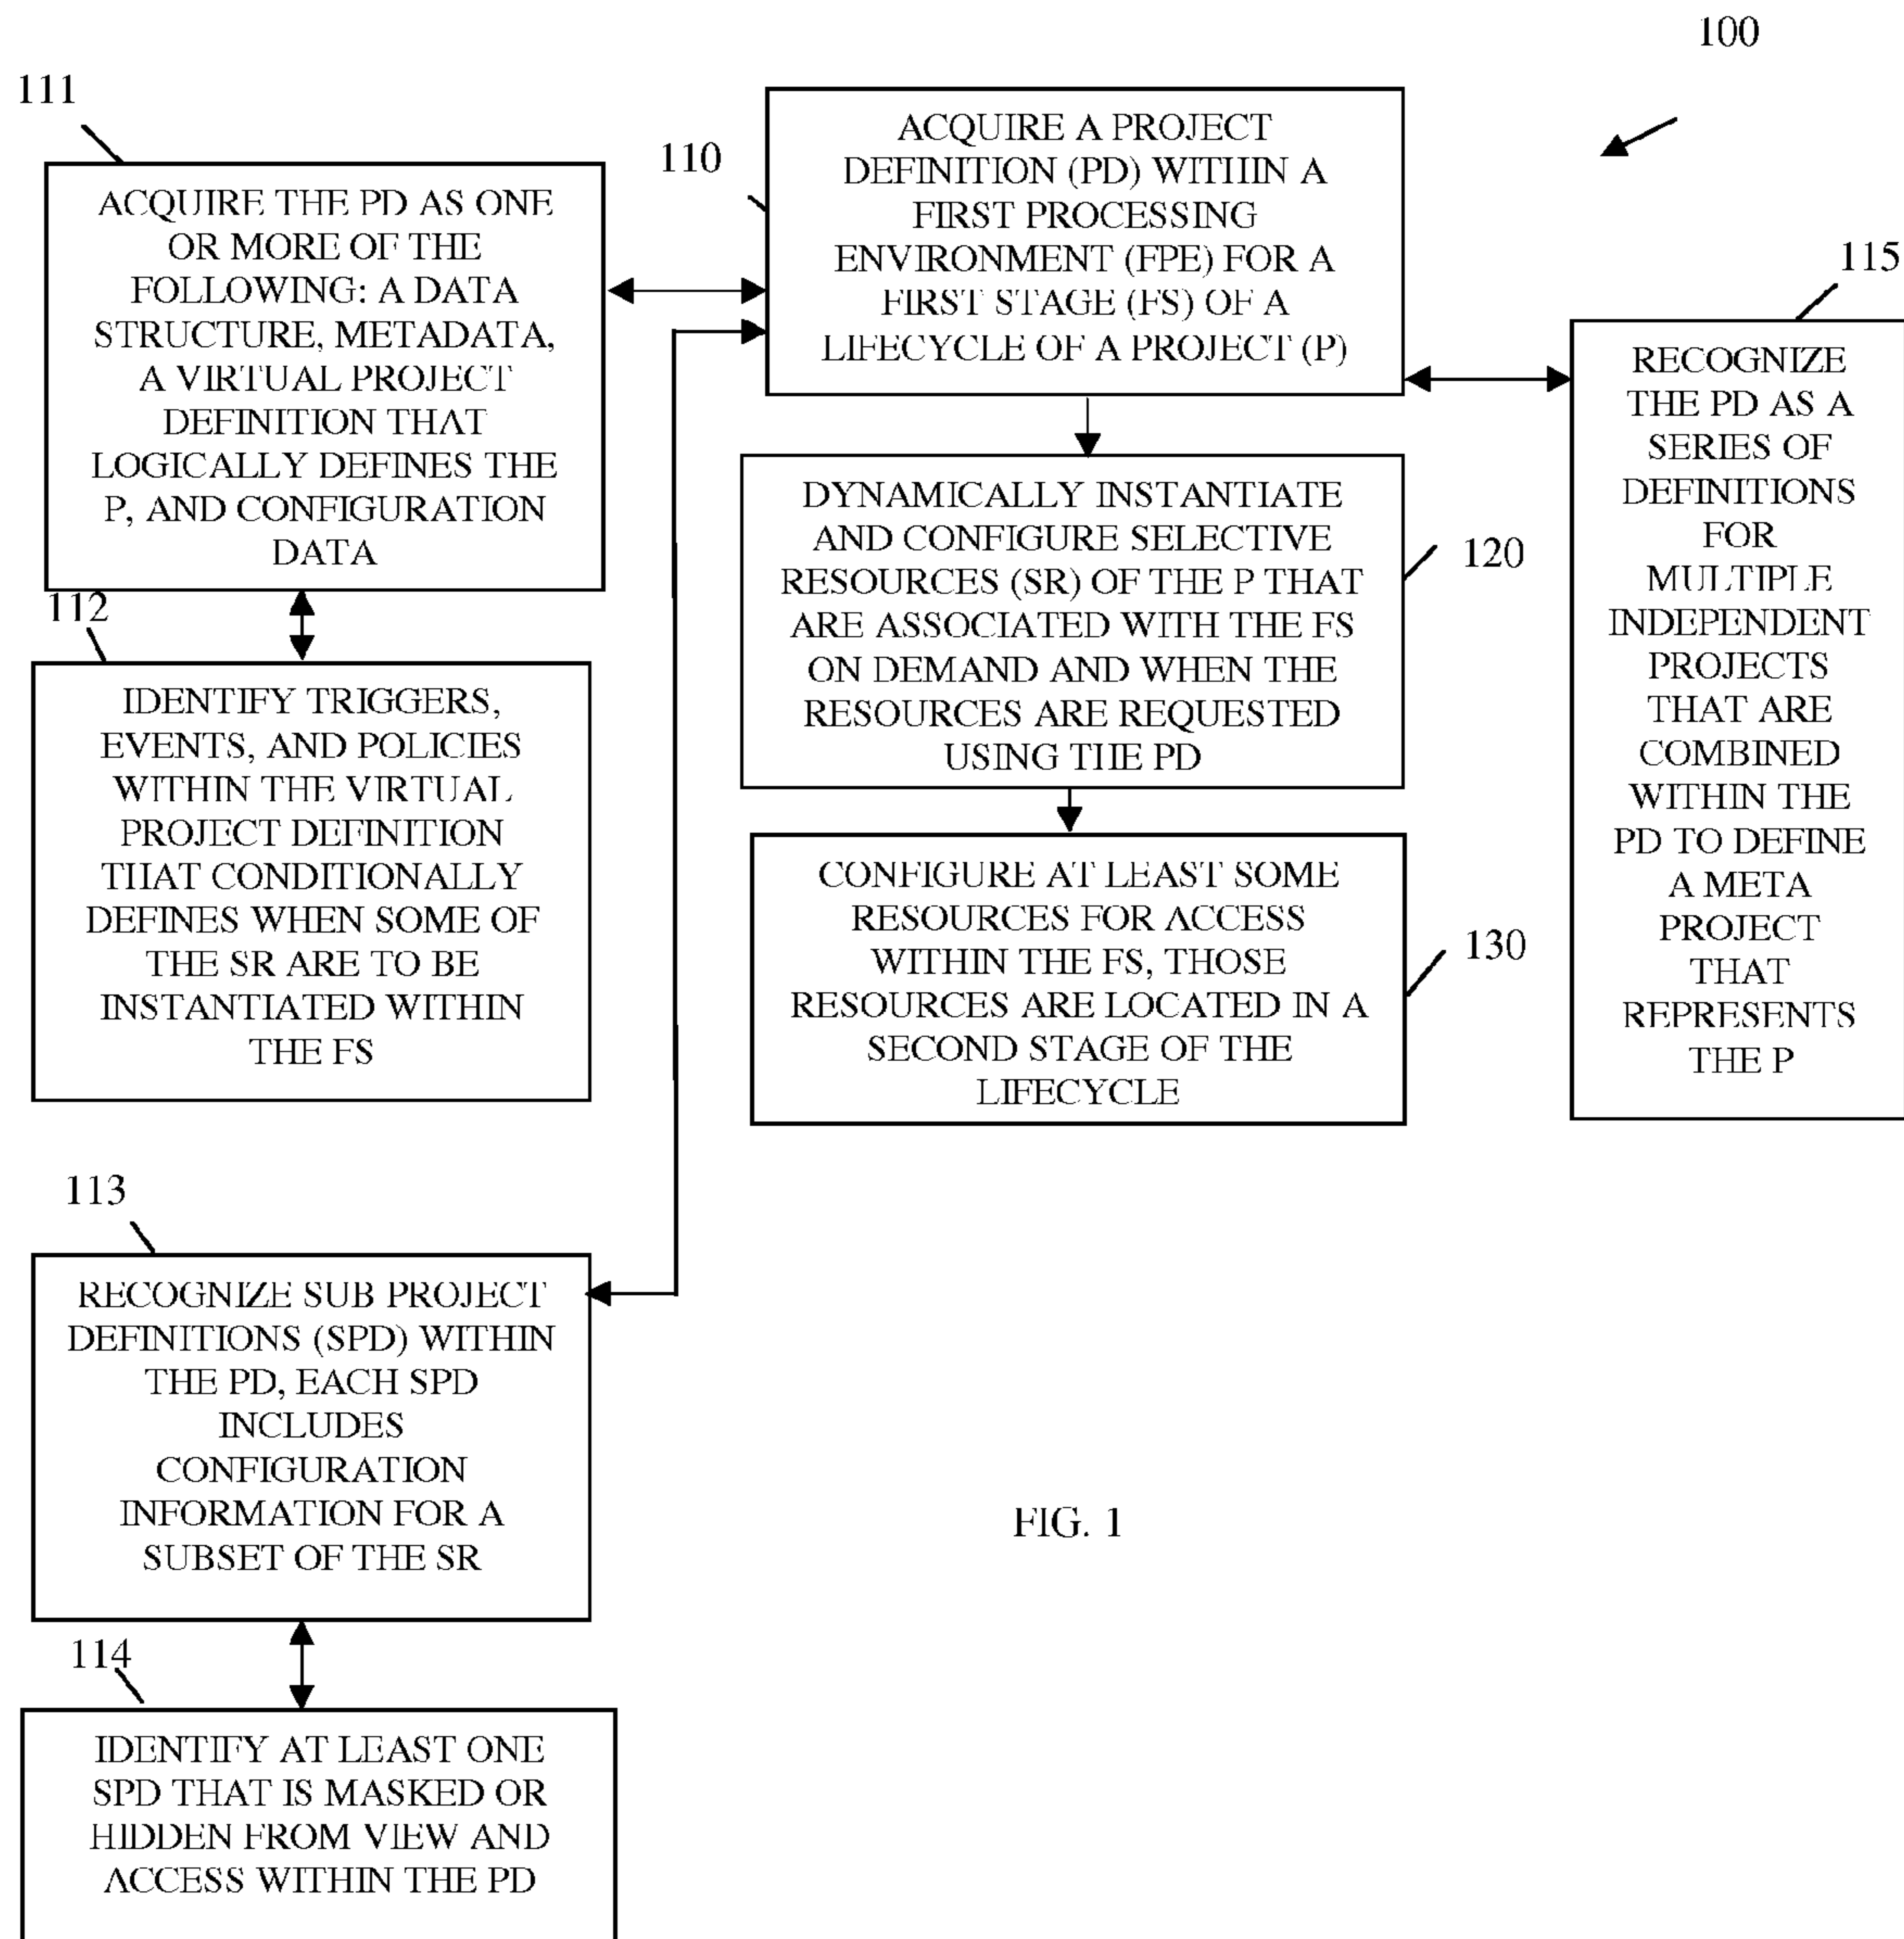 100
111
ACQUIRE THE PD AS ONE
OR MORE OF THE
FOLLOWING: A DATA
STRUCTURE, METADATA,
A VIRTUAL PROJECT
DEFINITION THAT
LOGICALLY DEFINES THE
P, AND CONFIGURATION
DATA
110
ACQUIRE A PROJECT
DEFINITION (PD) WITHIN A
FIRST PROCESSING
ENVIRONMENT (FPE) FOR A
FIRST STAGE (FS) OF A
LIFECYCLE OF A PROJECT (P)
115
RECOGNIZE
THE PD AS A
SERIES OF
DEFINITIONS
FOR
MULTIPLE
INDEPENDENT
PROJECTS
THAT ARE
COMBINED
WITHIN THE
PD TO DEFINE
A META
PROJECT
THAT
REPRESENTS
THE P
120
DYNAMICALLY INSTANTIATE
AND CONFIGURE SELECTIVE
RESOURCES (SR) OF THE P THAT
ARE ASSOCIATED WITH THE FS
ON DEMAND AND WHEN THE
RESOURCES ARE REQUESTED
USING THE PD
112
IDENTIFY TRIGGERS,
EVENTS, AND POLICIES
WITHIN THE VIRTUAL
PROJECT DEFINITION
THAT CONDITIONALLY
DEFINES WHEN SOME OF
THE SR ARE TO BE
INSTANTIATED WITHIN
THE FS
130
CONFIGURE AT LEAST SOME
RESOURCES FOR ACCESS
WITHIN THE FS, THOSE
RESOURCES ARE LOCATED IN A
SECOND STAGE OF THE
LIFECYCLE
113
RECOGNIZE SUB PROJECT
DEFINITIONS (SPD) WITHIN
THE PD, EACH SPD
INCLUDES
CONFIGURATION
INFORMATION FOR A
SUBSET OF THE SR
FIG. 1
114
IDENTIFY AT LEAST ONE
SPD THAT IS MASKED OR
HIDDEN FROM VIEW AND
ACCESS WITHIN THE PD